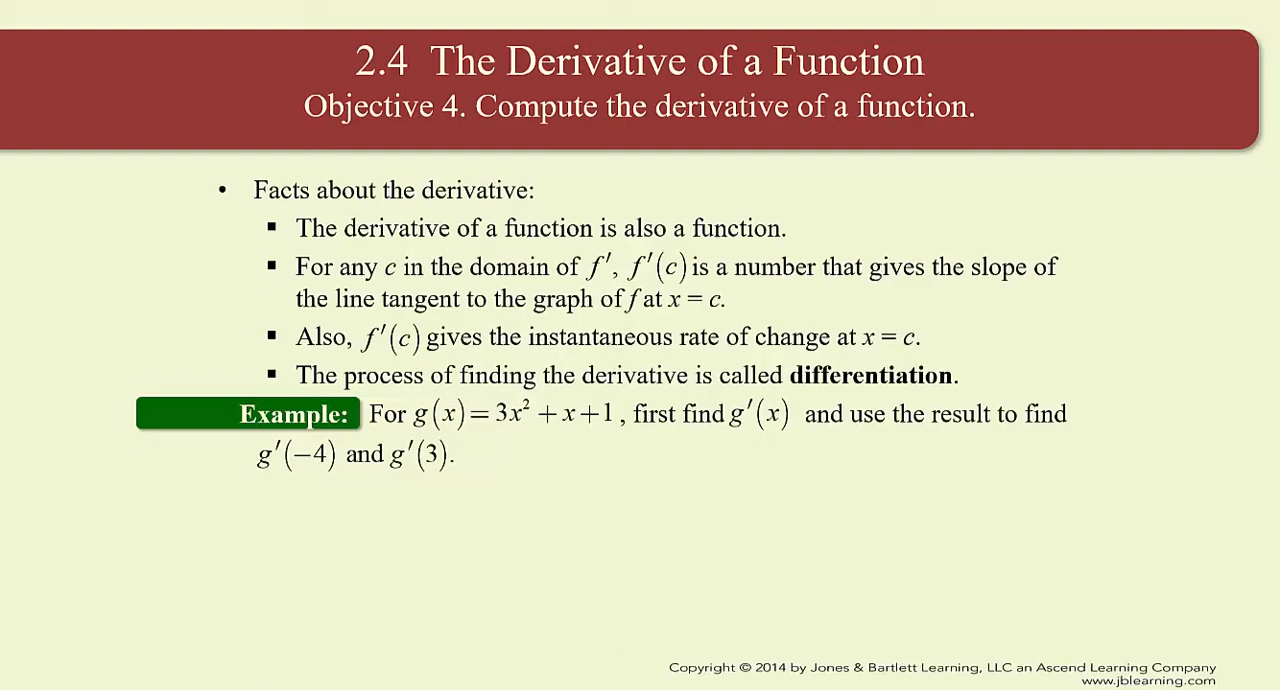 2.4 The Derivative of a Function
Objective 4. Compute the derivative of a function.
• Facts about the derivative:
▪ The derivative of a function is also a function.
▪ For any c in the domain of f′, f′(c) is a number that gives the slope of
the line tangent to the graph of f at x = c.
▪ Also, f′(c) gives the instantaneous rate of change at x = c.
▪ The process of finding the derivative is called differentiation.
Example: For g(x) = 3x² + x + 1, first find g′(x) and use the result to find
g′(−4) and g′(3).
Copyright © 2014 by Jones & Bartlett Learning, LLC an Ascend Learning Company
www.jblearning.com